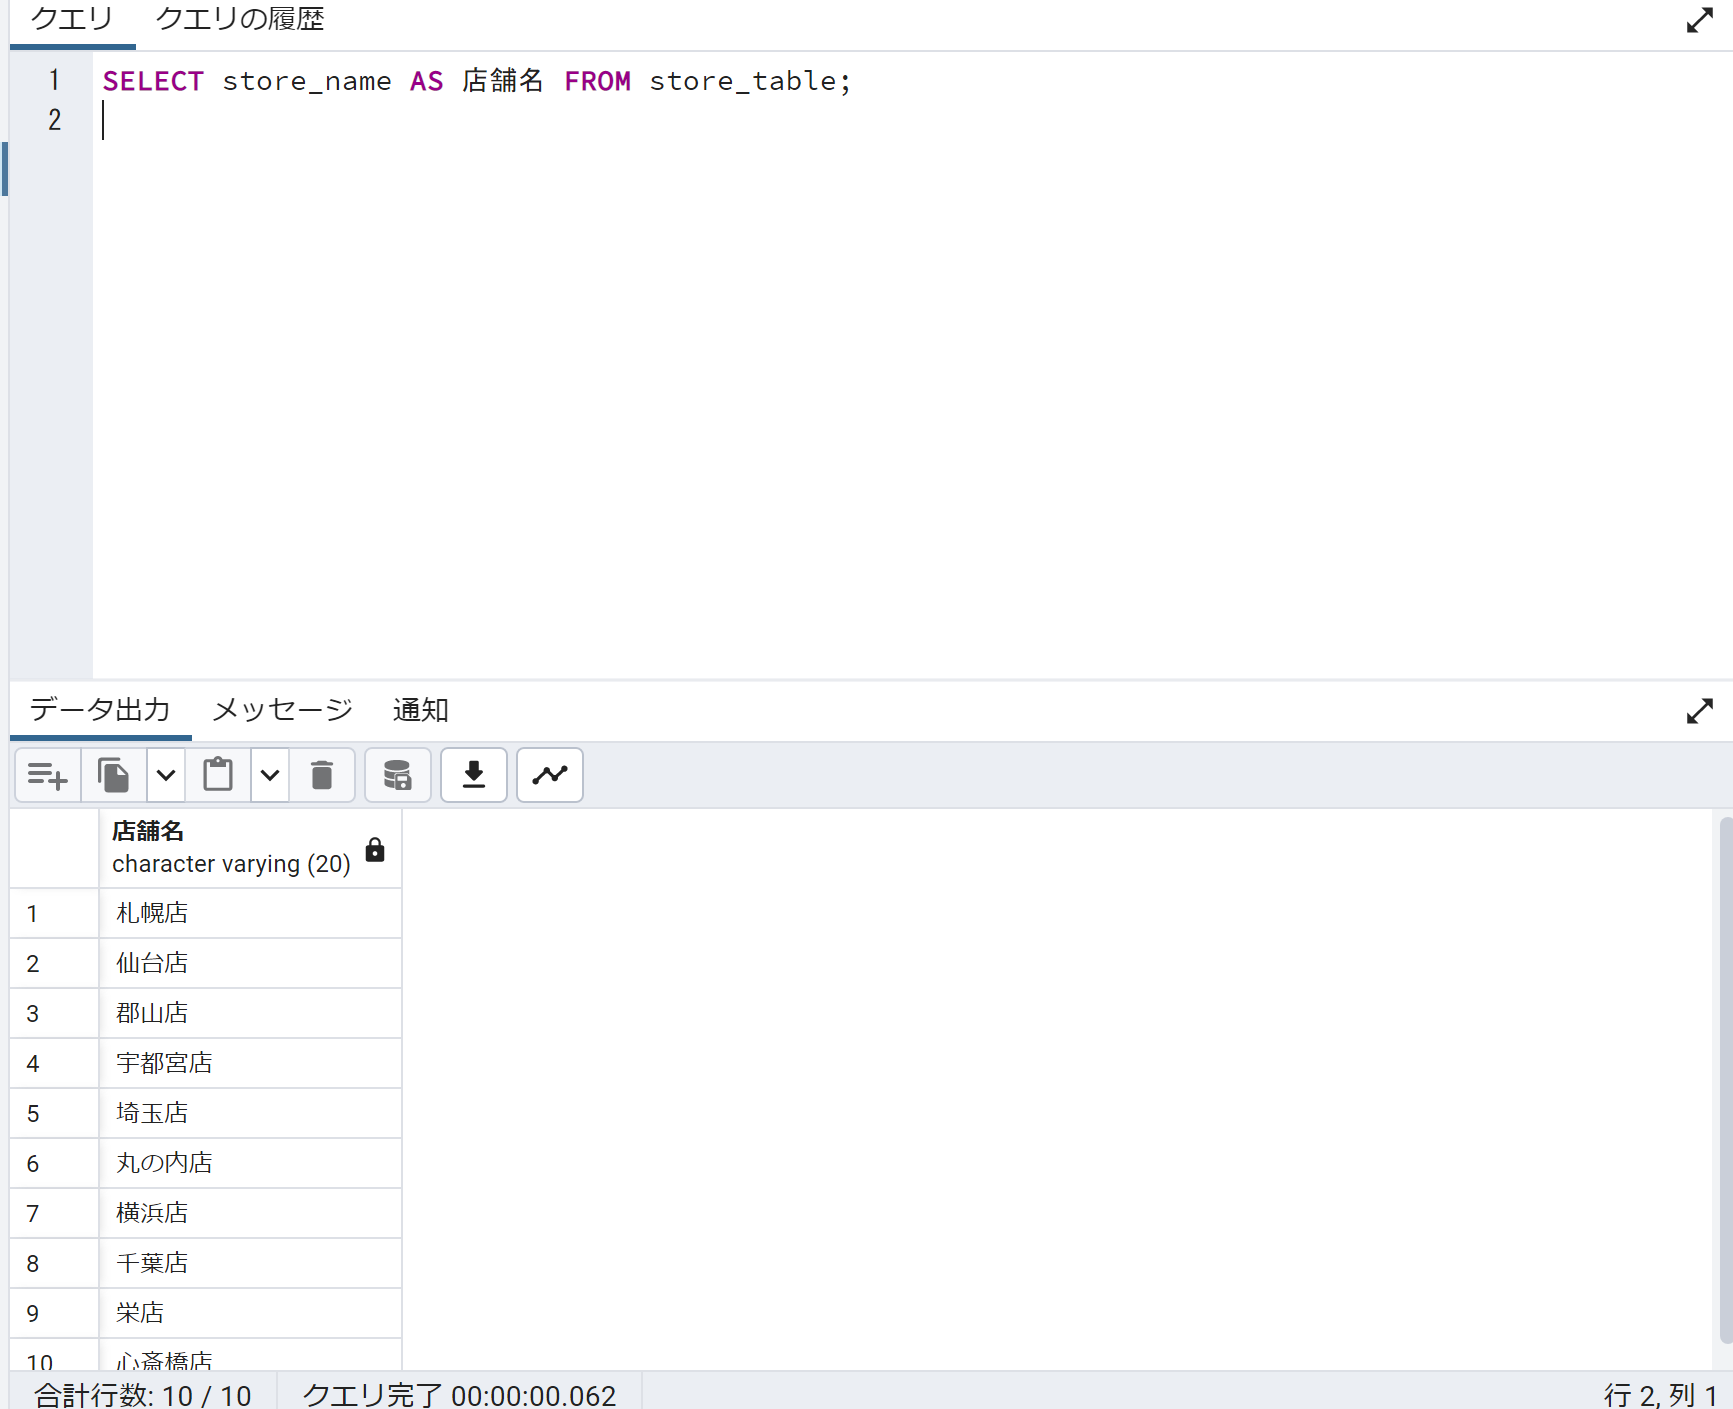 クエリ クエリの履歴
1 SELECT store_name AS 店舗名 FROM store_table;
2
データ出力 メッセージ 通知
店舗名
character varying (20)
1 札幌店
2 仙台店
3 郡山店
4 宇都宮店
5 埼玉店
6 丸の内店
7 横浜店
8 千葉店
9 栄店
10 心斎橋店
合計行数: 10 / 10 クエリ完了 00:00:00.062 行 2, 列 1